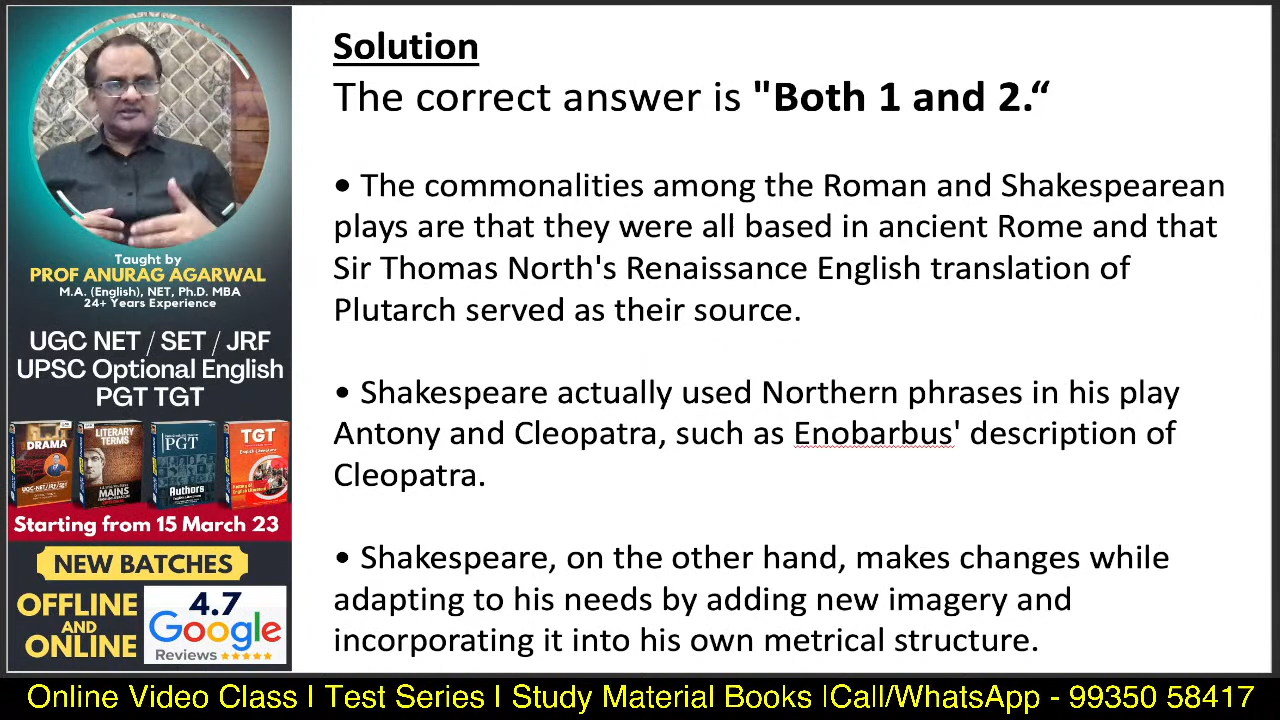 Solution
The correct answer is "Both 1 and 2.“
• The commonalities among the Roman and Shakespearean
plays are that they were all based in ancient Rome and that
Sir Thomas North's Renaissance English translation of
Plutarch served as their source.
• Shakespeare actually used Northern phrases in his play
Antony and Cleopatra, such as Enobarbus' description of
Cleopatra.
• Shakespeare, on the other hand, makes changes while
adapting to his needs by adding new imagery and
incorporating it into his own metrical structure.
Taught by
PROF ANURAG AGARWAL
M.A. (English), NET, Ph.D. MBA
24+ Years Experience
UGC NET / SET / JRF
UPSC Optional English
PGT TGT
DRAMA
LITERARY
TERMS
MAINS
PGT
Authors
TGT
Starting from 15 March 23
NEW BATCHES
OFFLINE
AND
ONLINE
4.7
Google
Reviews ★★★★★
Online Video Class I Test Series I Study Material Books |Call/WhatsApp - 99350 58417